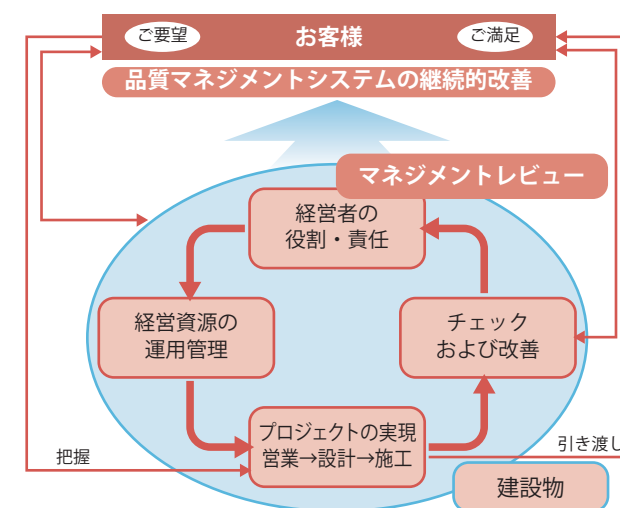 ご要望
お客様
ご満足
品質マネジメントシステムの継続的改善
マネジメントレビュー
経営者の
役割・責任
経営資源の
運用管理
チェック
および改善
プロジェクトの実現
営業→設計→施工
把握
引き渡し
建設物